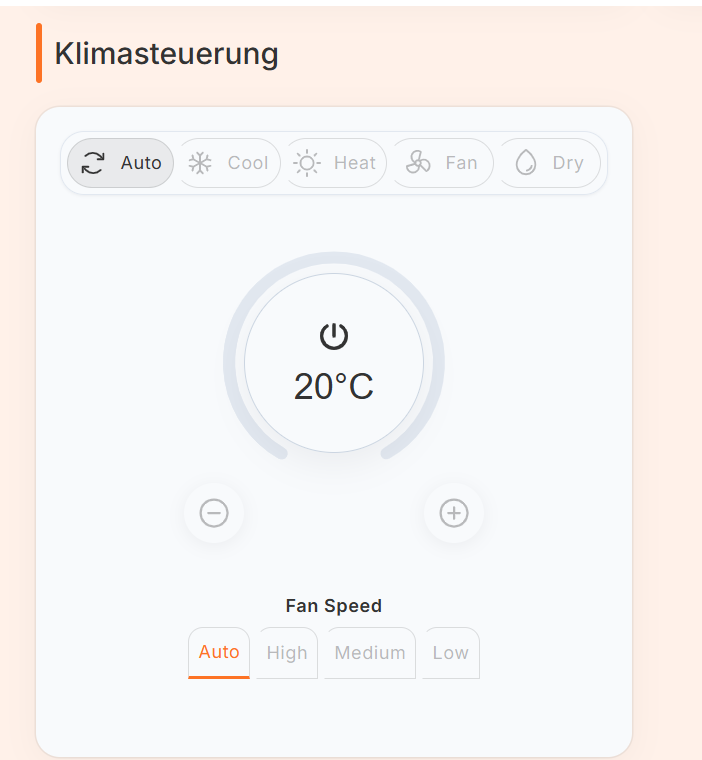 Klimasteuerung
Auto Cool Heat Fan Dry
20°C
Fan Speed
Auto High Medium Low